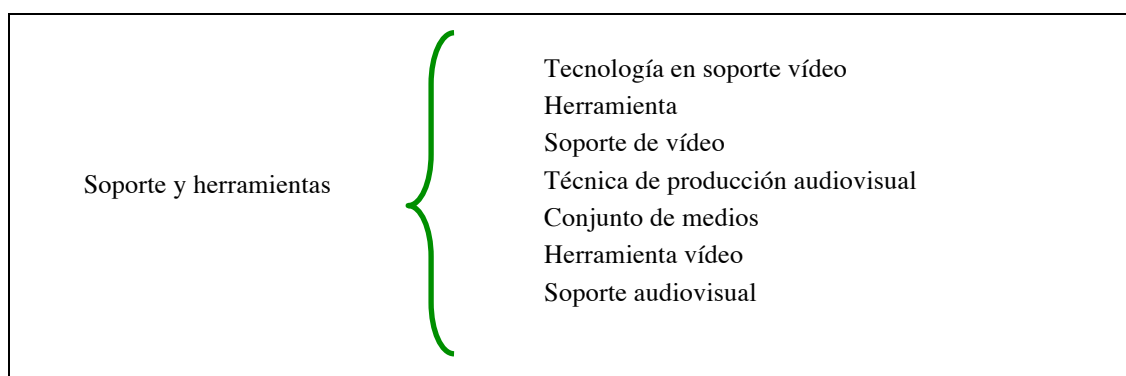 Soporte y herramientas
Tecnología en soporte vídeo
Herramienta
Soporte de vídeo
Técnica de producción audiovisual
Conjunto de medios
Herramienta vídeo
Soporte audiovisual